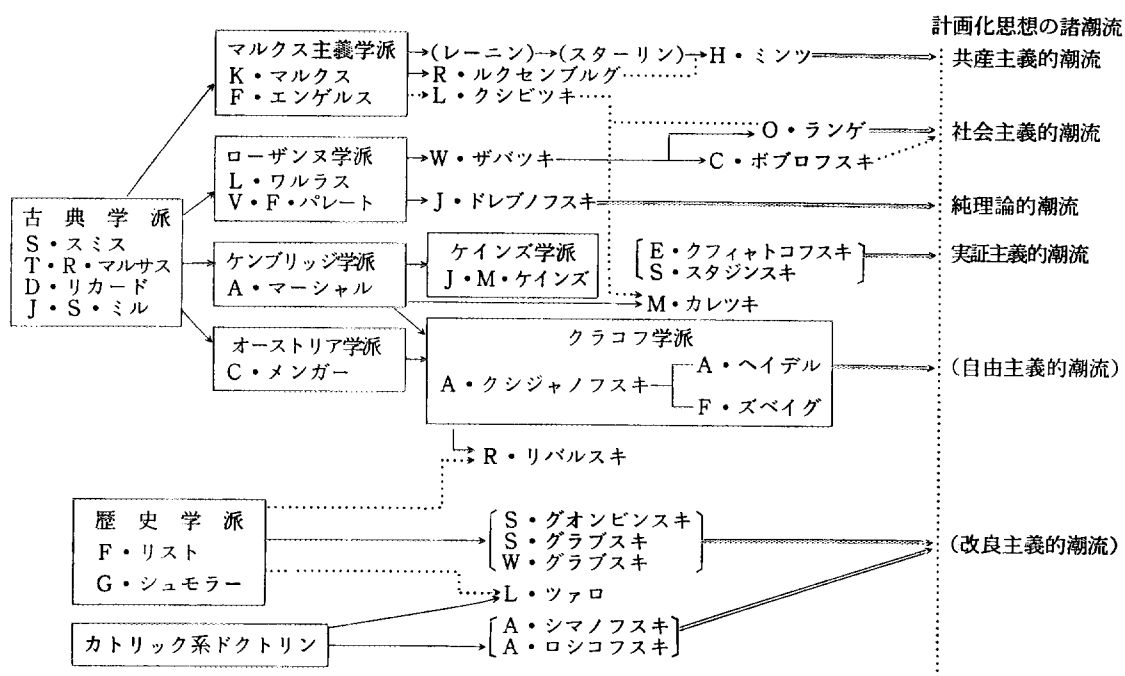 計画化思想の諸潮流
マルクス主義学派
K・マルクス
F・エンゲルス
(レーニン)
(スターリン)
H・ミンツ
共産主義的潮流
R・ルクセンブルグ
L・クシビツキ
O・ランゲ
社会主義的潮流
ローザンヌ学派
L・ワルラス
V・F・パレート
W・ザバツキ
C・ボブロフスキ
J・ドレブノフスキ
純理論的潮流
古典学派
S・スミス
T・R・マルサス
D・リカード
J・S・ミル
ケンブリッジ学派
A・マーシャル
ケインズ学派
J・M・ケインズ
E・クフィャトコフスキ
S・スタジンスキ
実証主義的潮流
M・カレツキ
オーストリア学派
C・メンガー
クラコフ学派
A・クシジャノフスキ
A・ヘイデル
F・ズベイグ
(自由主義的潮流)
R・リバルスキ
歴史学派
F・リスト
G・シュモラー
S・グオンビンスキ
S・グラブスキ
W・グラブスキ
(改良主義的潮流)
L・ツァロ
カトリック系ドクトリン
A・シマノフスキ
A・ロシコフスキ